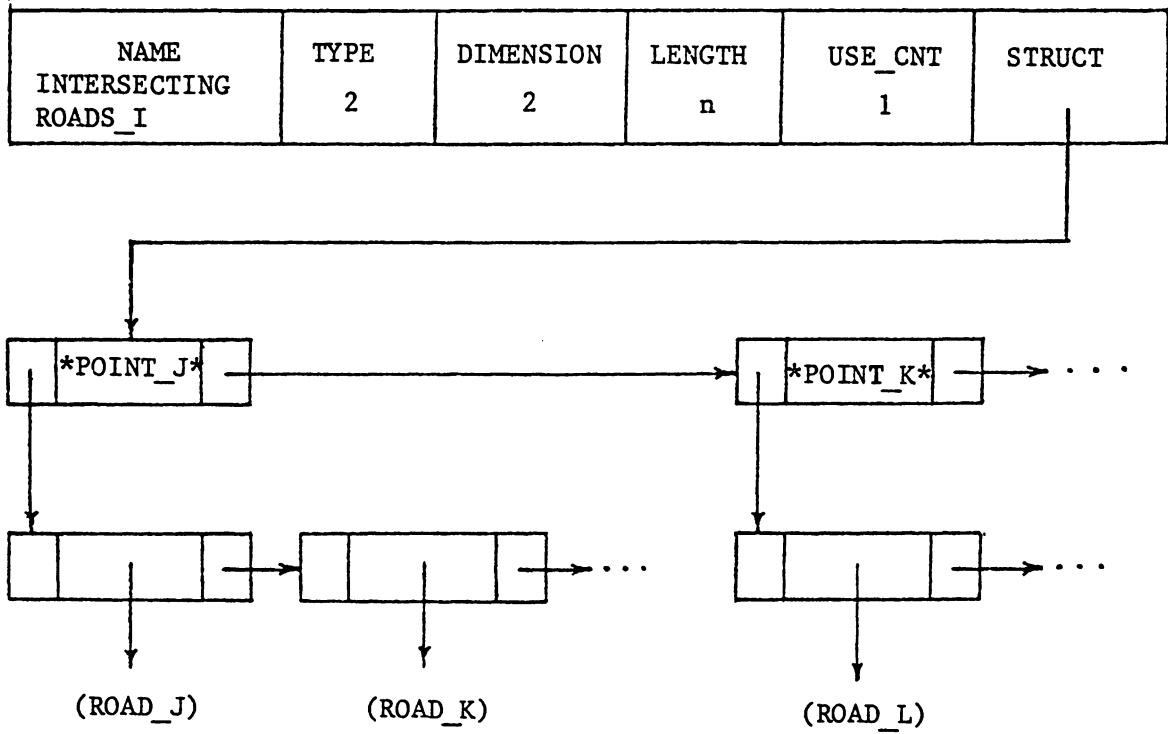 NAME
INTERSECTING
ROADS_I
TYPE
2
DIMENSION
2
LENGTH
n
USE_CNT
1
STRUCT
*POINT_J*
*POINT_K*
. . .
. . .
. . .
(ROAD_J)
(ROAD_K)
(ROAD_L)